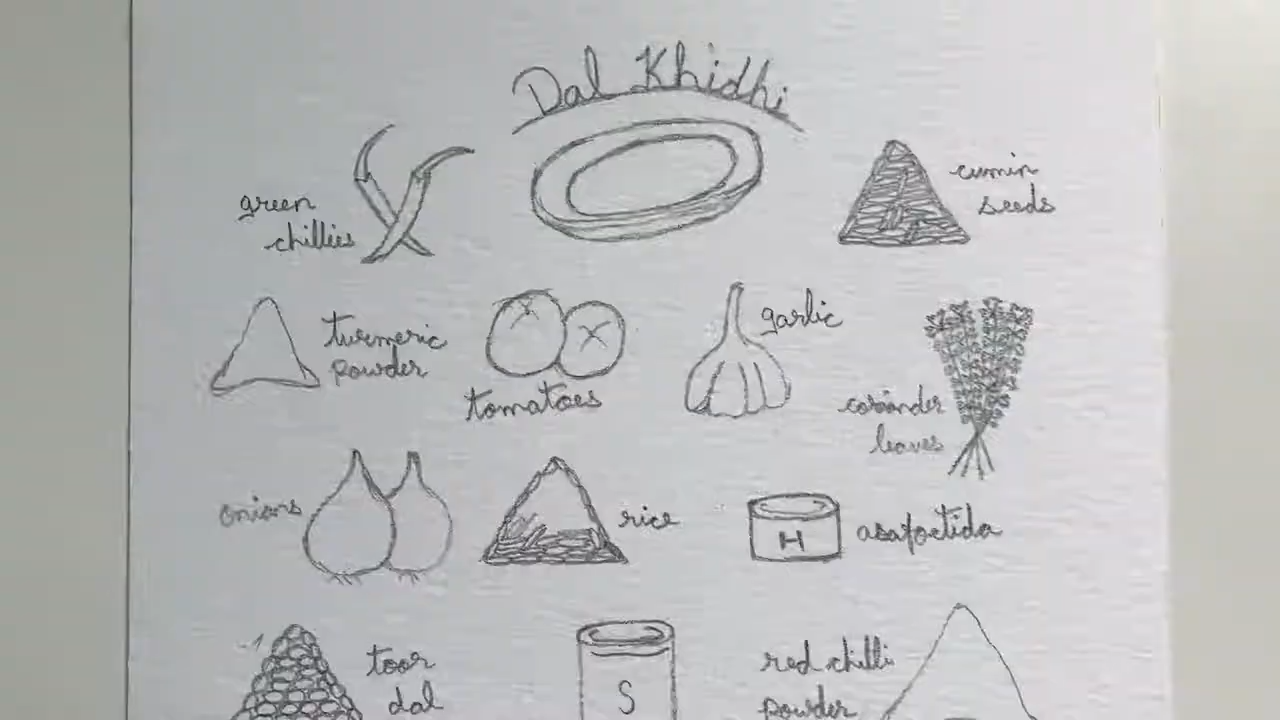 Dal Khidhi
green
chillies
cumin
seeds
turmeric
powder
tomatoes
garlic
coriander
leaves
onions
rice
H
asafoetida
toor
dal
S
red chilli
powder